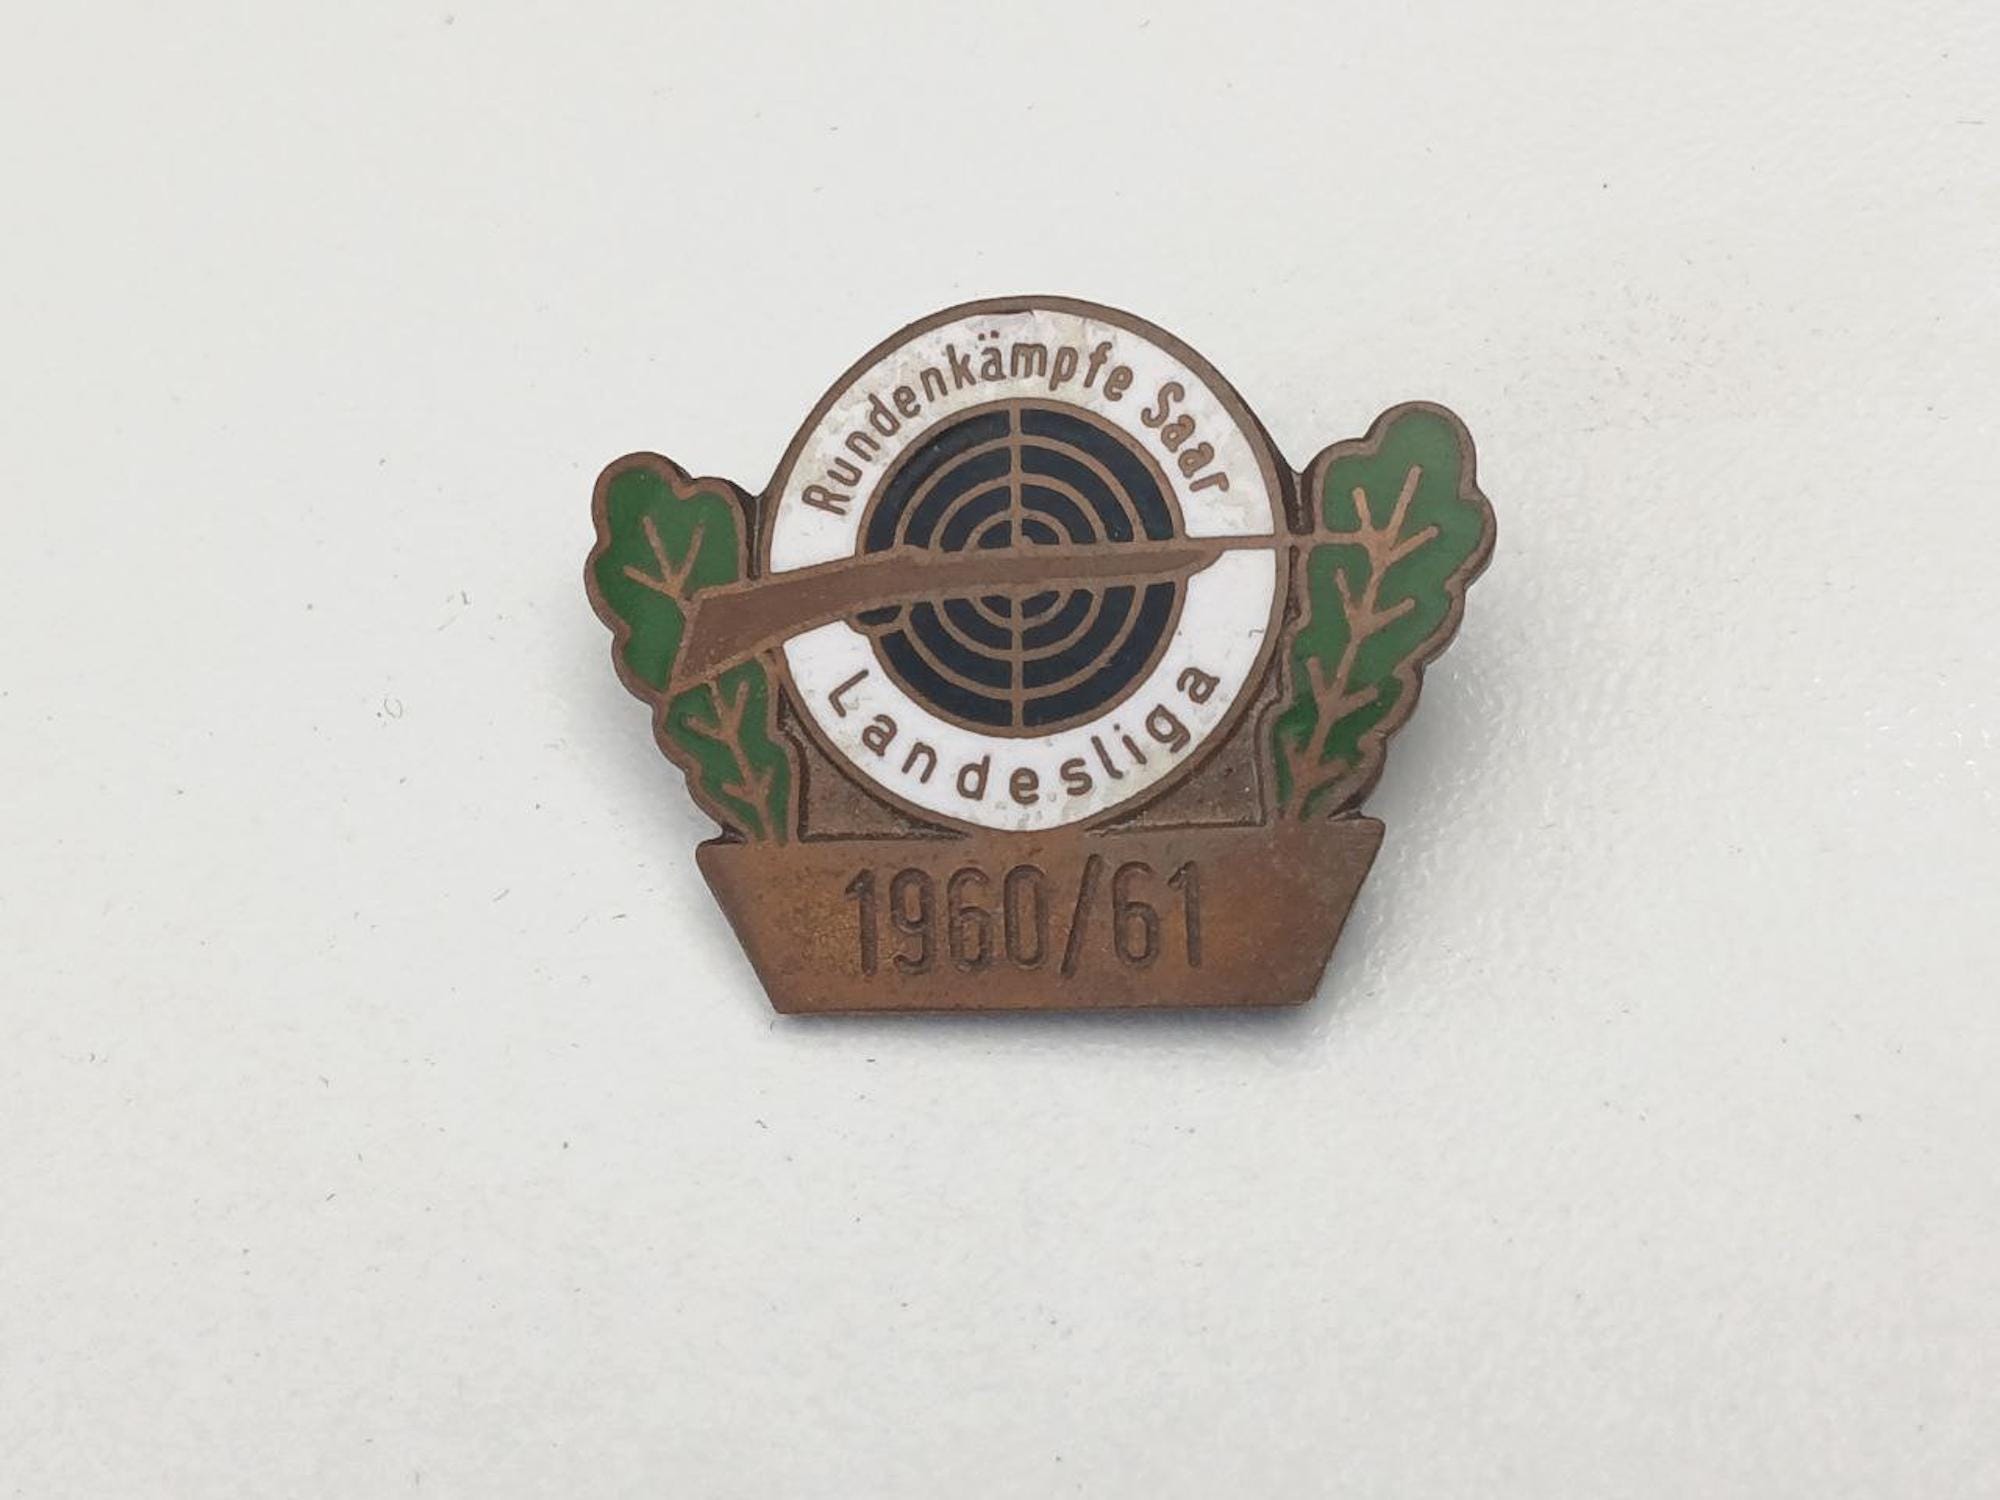 Rundenkämpfe Saar
Landesliga
1960/61